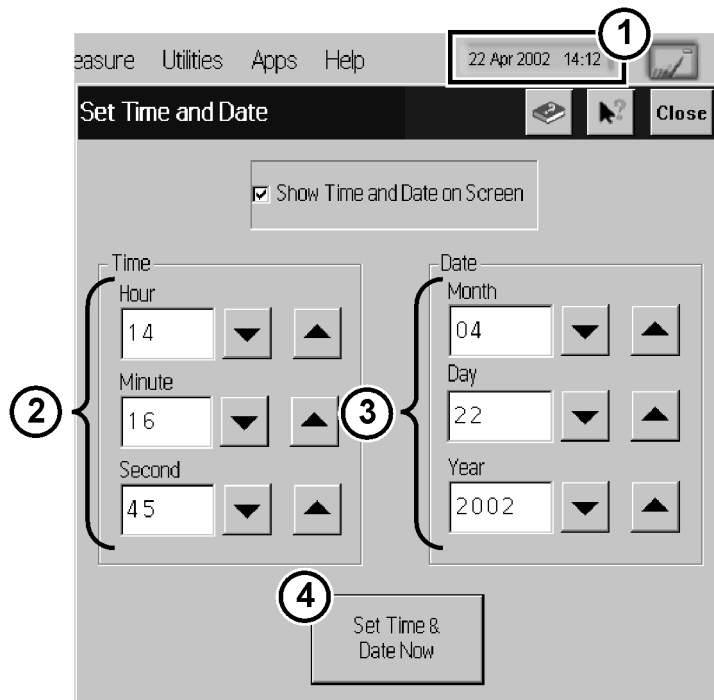 1
easure Utilities Apps Help 22 Apr 2002 14:12
Set Time and Date ? Close
Show Time and Date on Screen
Time
Hour
14
Minute
2
16
Second
45
Date
Month
04
Day
3
22
Year
2002
4
Set Time &
Date Now